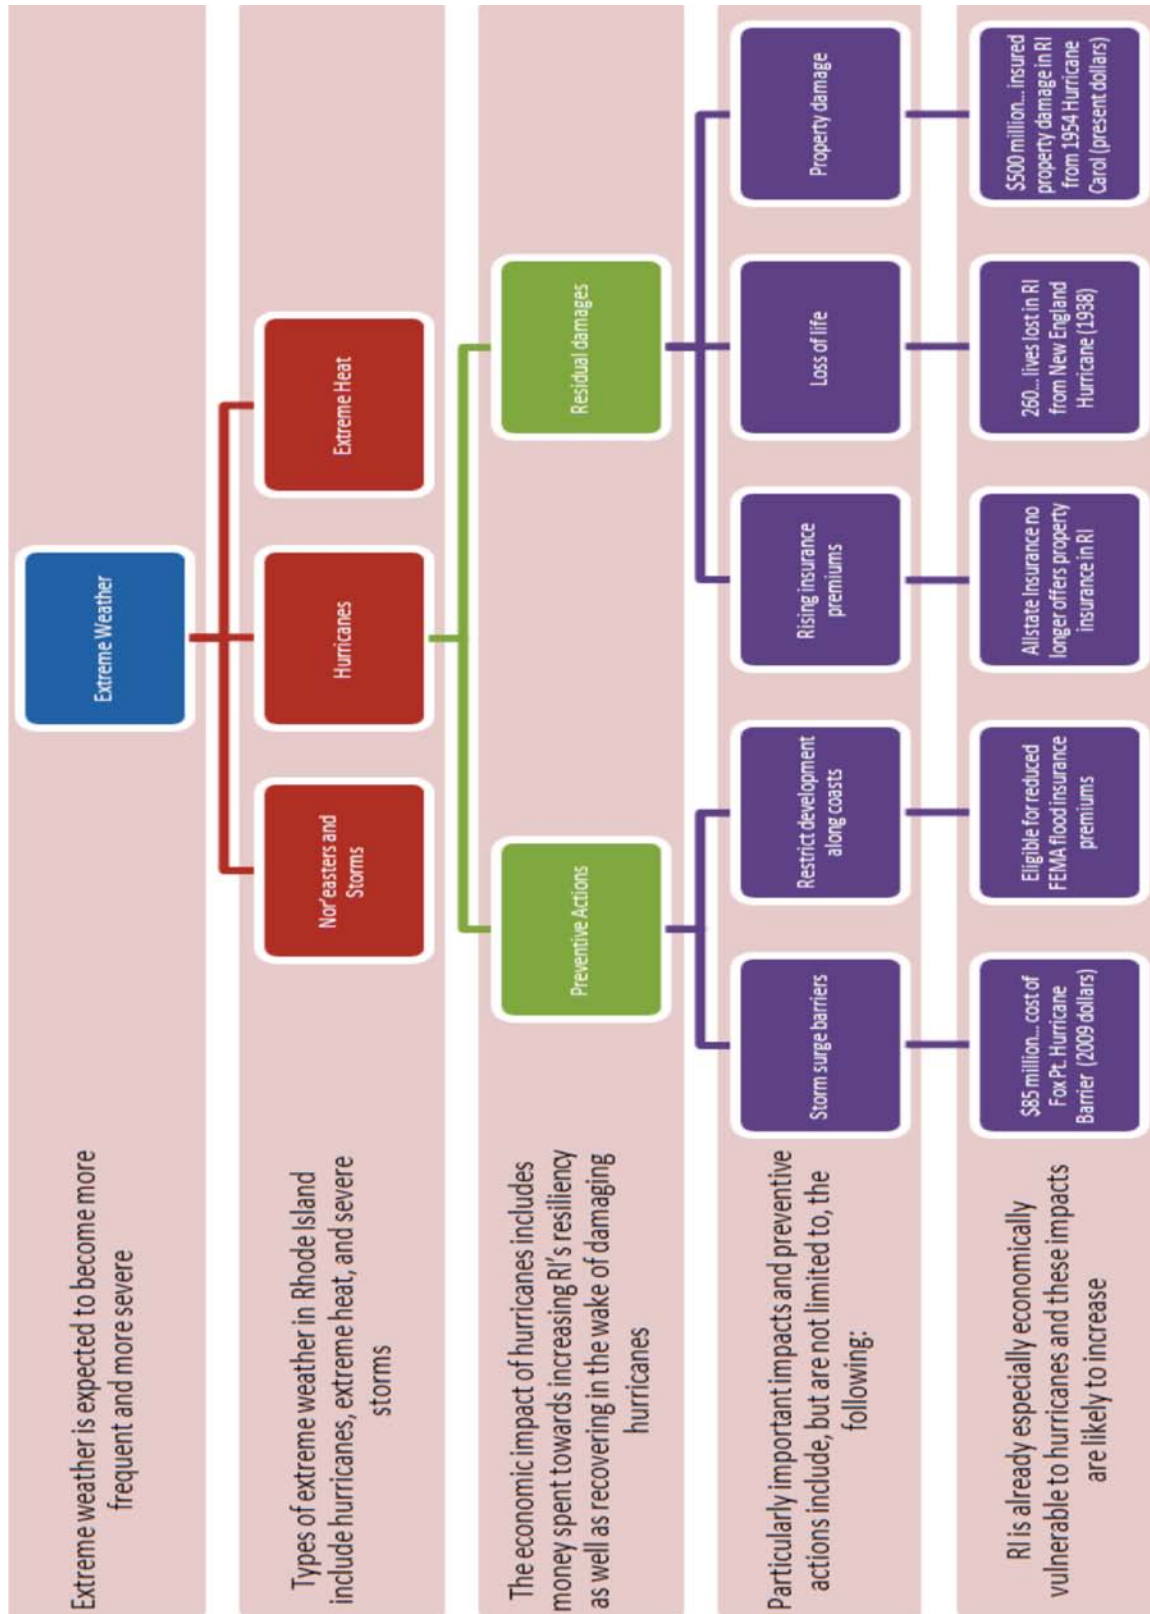 Extreme weather is expected to become more
frequent and more severe
Extreme Weather
Types of extreme weather in Rhode Island
include hurricanes, extreme heat, and severe
storms
Nor'easters and
Storms
Hurricanes
Extreme Heat
The economic impact of hurricanes includes
money spent towards increasing RI's resiliency
as well as recovering in the wake of damaging
hurricanes
Preventive Actions
Residual damages
Particularly important impacts and preventive
actions include, but are not limited to, the
following:
Storm surge barriers
Restrict development
along coasts
Rising insurance
premiums
Loss of life
Property damage
RI is already especially economically
vulnerable to hurricanes and these impacts
are likely to increase
$85 million... cost of
Fox Pt. Hurricane
Barrier (2009 dollars)
Eligible for reduced
FEMA flood insurance
premiums
Allstate Insurance no
longer offers property
insurance in RI
260... lives lost in RI
from New England
Hurricane (1938)
$500 million... insured
property damage in RI
from 1954 Hurricane
Carol (present dollars)